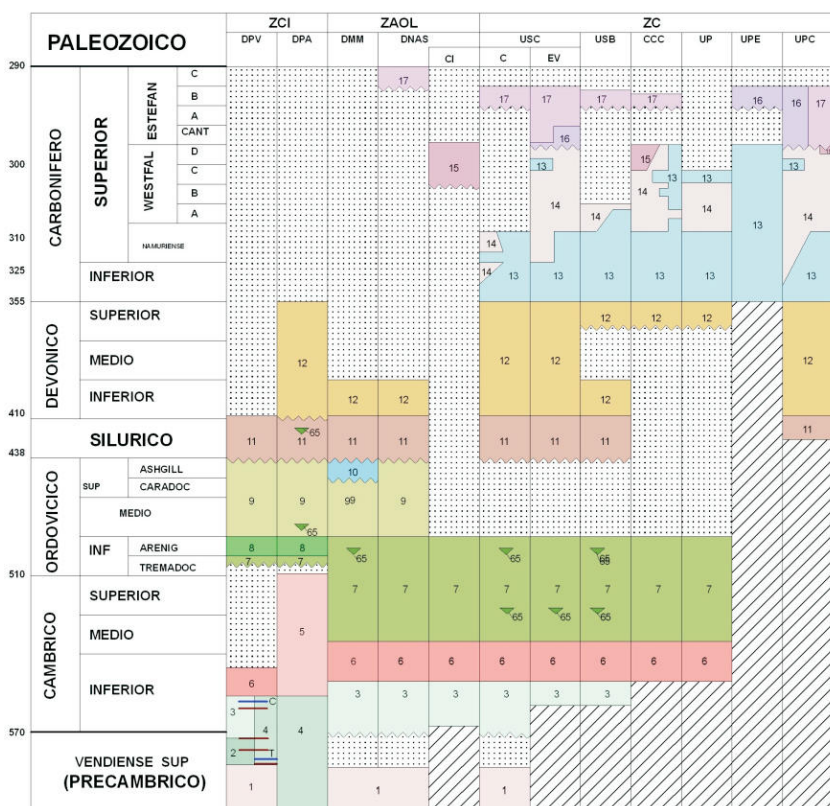 ZCI ZAOL ZC
PALEOZOICO DPV DPA DMM DNAS USC USB CCC UP UPE UPC
CI C EV
290
CARBONIFERO
SUPERIOR
ESTEFAN
C 17
B 17 17 17 17 16 16 17
A
CANT 16
WESTFAL
D 15 15
300
C 13 13 13 13
B 14 14 14
A 14 13
310
NAMURIENSE 14
325
INFERIOR 14 13 13 13 13 13
355
DEVONICO
SUPERIOR 12 12 12
MEDIO 12 12 12 12
INFERIOR 12 12 12
410
SILURICO 11 11 65 11 11 11 11 11 11
438
ORDOVICICO
SUP
ASHGILL 10
CARADOC
MEDIO 9 9 99 9
65
INF
ARENIG 8 8 65 65 65
TREMADOC 7 7
510
CAMBRICO
SUPERIOR 7 7 7 7 7 7 7 7
65 65 65
MEDIO 5
6 6 6 6 6 6 6 6
INFERIOR 6
3 3 3 3 3 3
3 C
4 4
570
2 T
VENDIENSE SUP
(PRECAMBRICO)
1 1 1